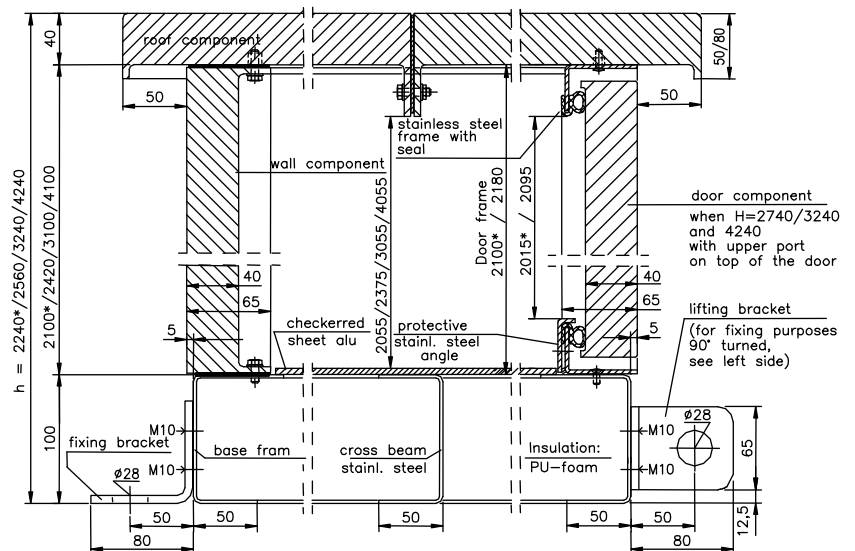 40
roof component
50/80
50
50
stainless steel
frame with
seal
wall component
h = 2240*/2560/3240/4240
2100*/2420/3100/4100
2055/2375/3055/4055
Door frame
2100* / 2180
2015* / 2095
door component
when H=2740/3240
and 4240
with upper port
on top of the door
40
65
5
40
65
5
checkerred
sheet alu
protective
stainl. steel
angle
lifting bracket
(for fixing purposes
90° turned,
see left side)
100
M10
M10
fixing bracket
ø28
base fram
cross beam
stainl. steel
Insulation:
PU-foam
M10
M10
ø28
65
12,5
50
50
50
50
50
80
80